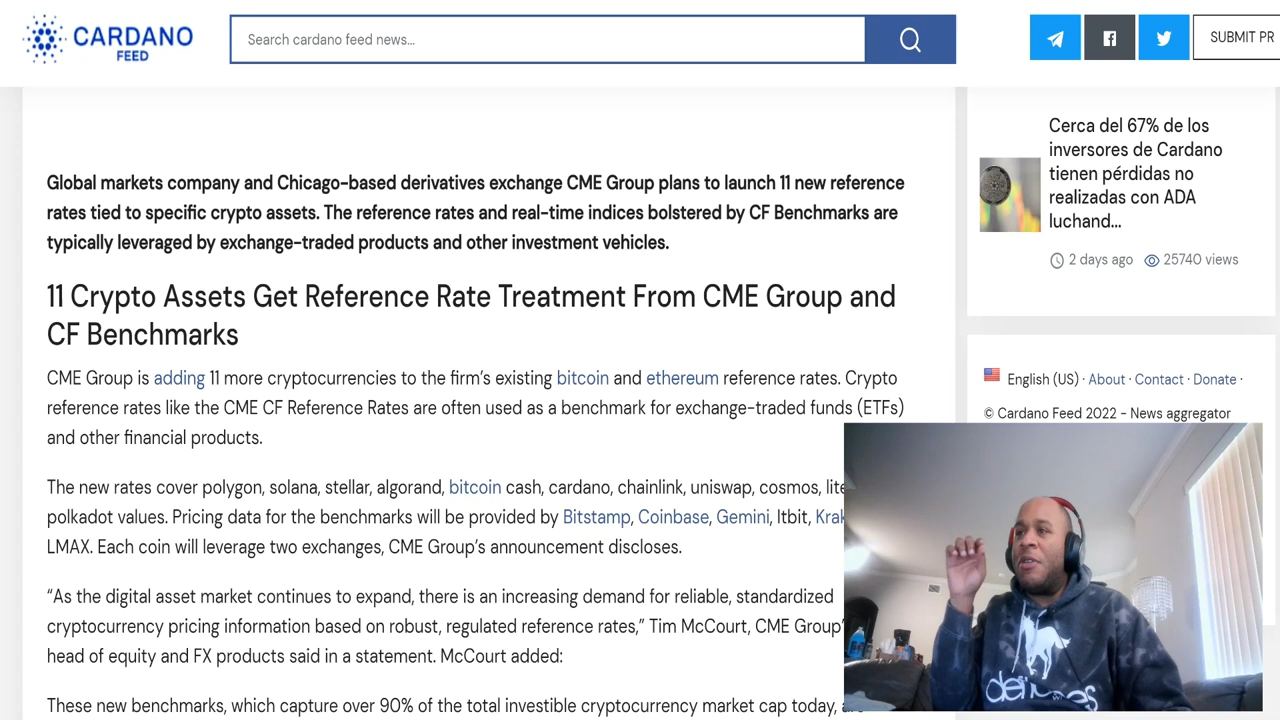 CARDANO
FEED
Search cardano feed news...
SUBMIT PR
Global markets company and Chicago-based derivatives exchange CME Group plans to launch 11 new reference
rates tied to specific crypto assets. The reference rates and real-time indices bolstered by CF Benchmarks are
typically leveraged by exchange-traded products and other investment vehicles.
11 Crypto Assets Get Reference Rate Treatment From CME Group and
CF Benchmarks
CME Group is adding 11 more cryptocurrencies to the firm's existing bitcoin and ethereum reference rates. Crypto
reference rates like the CME CF Reference Rates are often used as a benchmark for exchange-traded funds (ETFs)
and other financial products.
The new rates cover polygon, solana, stellar, algorand, bitcoin cash, cardano, chainlink, uniswap, cosmos,
polkadot values. Pricing data for the benchmarks will be provided by Bitstamp, Coinbase, Gemini, Itbit,
LMAX. Each coin will leverage two exchanges, CME Group's announcement discloses.
“As the digital asset market continues to expand, there is an increasing demand for reliable, standardized
cryptocurrency pricing information based on robust, regulated reference rates,” Tim McCourt, CME Group'
head of equity and FX products said in a statement. McCourt added:
These new benchmarks, which capture over 90% of the total investible cryptocurrency market cap today,
Cerca del 67% de los
inversores de Cardano
tienen pérdidas no
realizadas con ADA
luchand...
2 days ago 25740 views
English (US) · About · Contact · Donate ·
© Cardano Feed 2022 - News aggregator